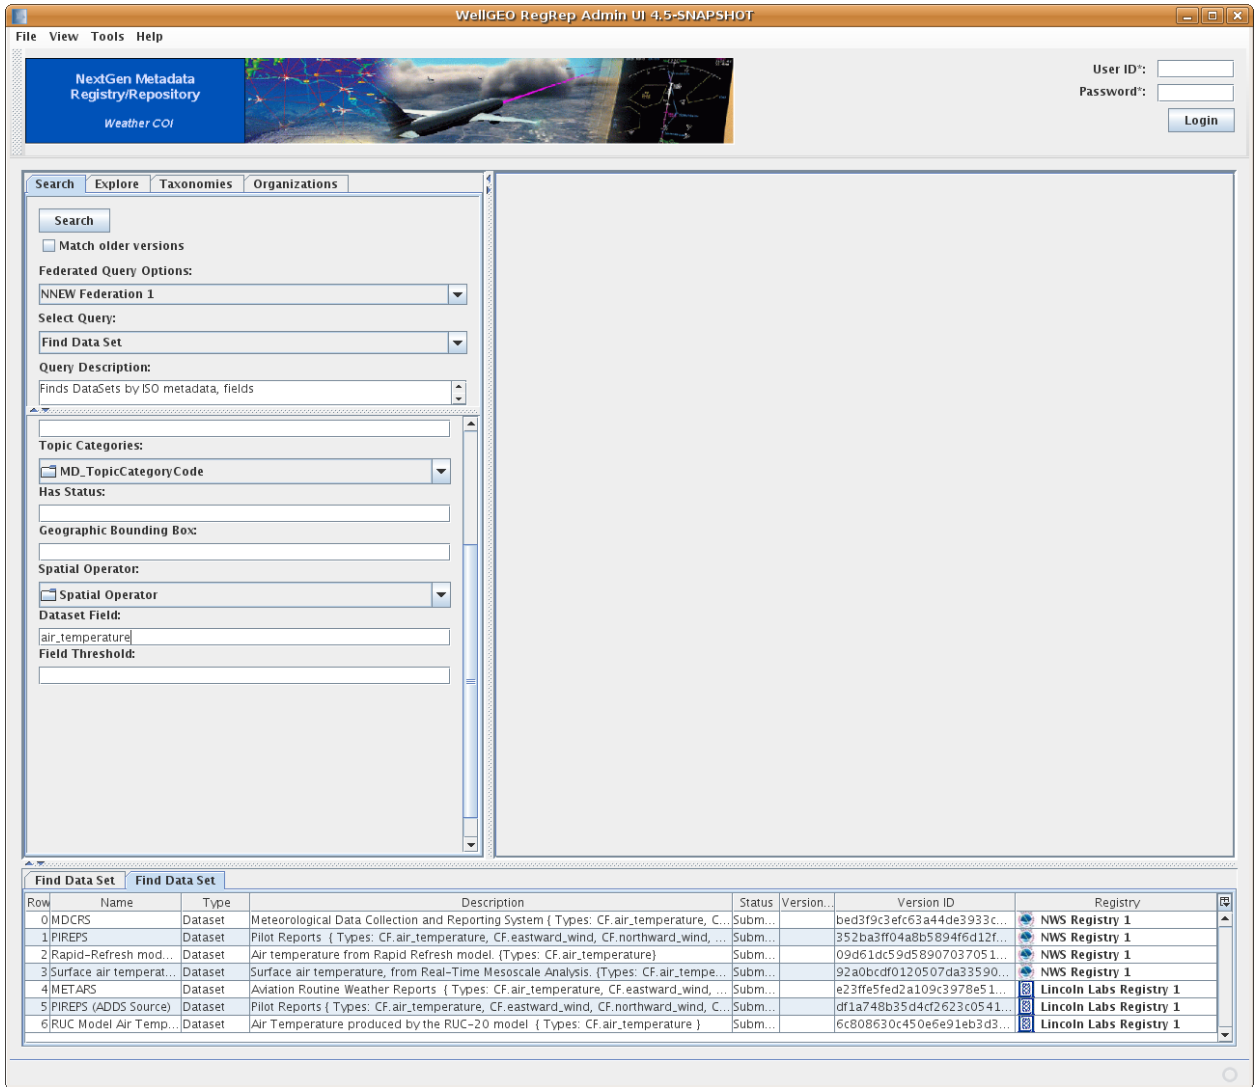 WellGEO RegRep Admin UI 4.5-SNAPSHOT
File View Tools Help
NextGen Metadata
Registry/Repository
Weather COI
User ID*:
Password*:
Login
Search Explore Taxonomies Organizations
Search
Match older versions
Federated Query Options:
NNEW Federation 1
Select Query:
Find Data Set
Query Description:
Finds DataSets by ISO metadata, fields
Topic Categories:
MD_TopicCategoryCode
Has Status:
Geographic Bounding Box:
Spatial Operator:
Spatial Operator
Dataset Field:
air_temperature
Field Threshold:
Find Data Set Find Data Set
Row Name Type Description Status Version... Version ID Registry
0 MDCRS Dataset Meteorological Data Collection and Reporting System { Types: CF.air_temperature, C... Subm... bed3f9c3efc63a44de3933c... NWS Registry 1
1 PIREPS Dataset Pilot Reports { Types: CF.air_temperature, CF.eastward_wind, CF.northward_wind, ... Subm... 352ba3ff04a8b5894f6d12f... NWS Registry 1
2 Rapid-Refresh mod... Dataset Air temperature from Rapid Refresh model. {Types: CF.air_temperature} Subm... 09d61dc59d58907037051... NWS Registry 1
3 Surface air temperat... Dataset Surface air temperature, from Real-Time Mesoscale Analysis. {Types: CF.air_tempe... Subm... 92a0bcdf0120507da33590... NWS Registry 1
4 METARS Dataset Aviation Routine Weather Reports { Types: CF.air_temperature, CF.eastward_wind, ... Subm... e23ffe5fed2a109c3978e51... Lincoln Labs Registry 1
5 PIREPS (ADDS Source) Dataset Pilot Reports { Types: CF.air_temperature, CF.eastward_wind, CF.northward_wind, C... Subm... df1a748b35d4cf2623c0541... Lincoln Labs Registry 1
6 RUC Model Air Temp... Dataset Air Temperature produced by the RUC-20 model { Types: CF.air_temperature } Subm... 6c808630c450e6e91eb3d3... Lincoln Labs Registry 1